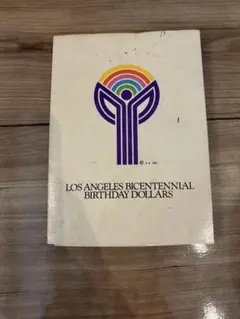 LOS ANGELES BICENTENNIAL
BIRTHDAY DOLLARS